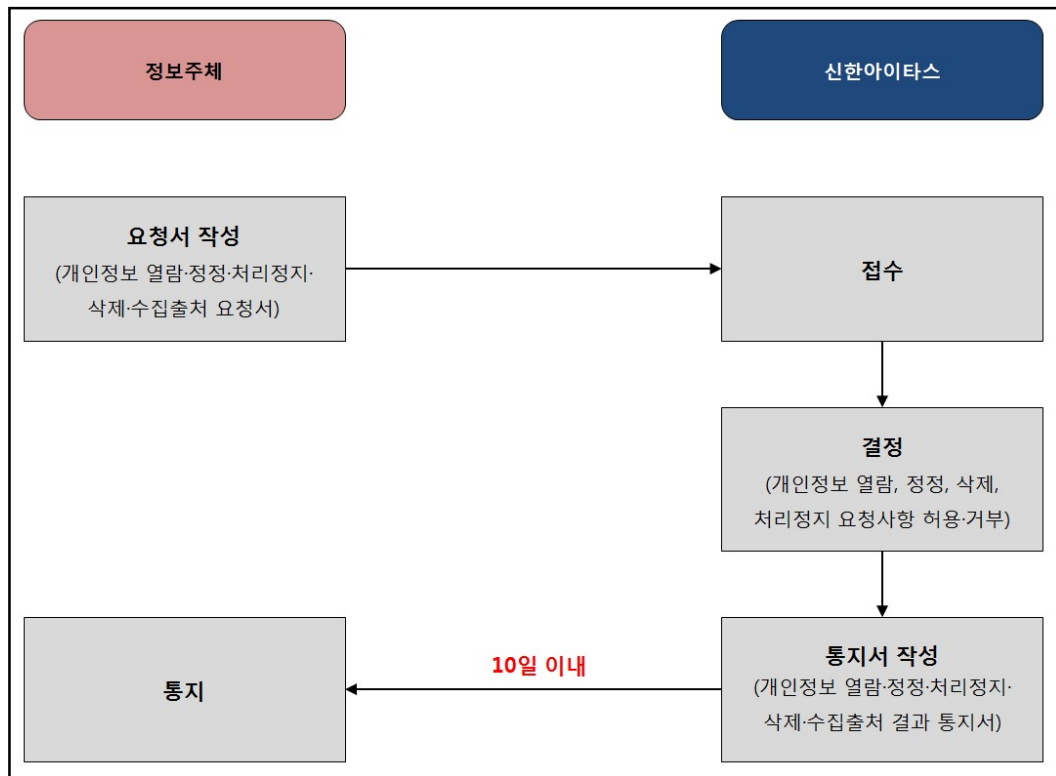 정보주체
신한아이타스
요청서 작성
(개인정보 열람·정정·처리정지·
삭제·수집출처 요청서)
접수
결정
(개인정보 열람, 정정, 삭제,
처리정지 요청사항 허용·거부)
통지서 작성
(개인정보 열람·정정·처리정지·
삭제·수집출처 결과 통지서)
10일 이내
통지